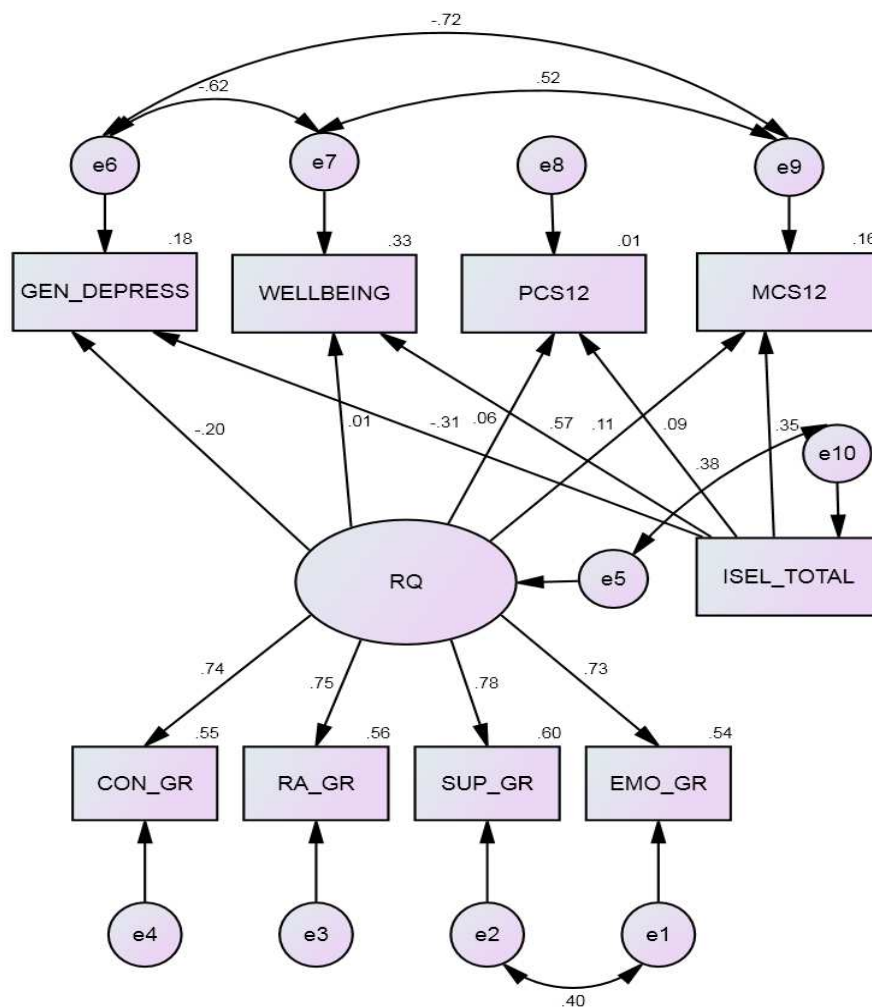 -.72
-.62
.52
e6
e7
e8
e9
.18
.33
.01
.16
GEN_DEPRESS
WELLBEING
PCS12
MCS12
-.20
.01
-.31
.06
.57
.11
.09
.35
.38
e10
RQ
e5
ISEL_TOTAL
.74
.75
.78
.73
.55
.56
.60
.54
CON_GR
RA_GR
SUP_GR
EMO_GR
e4
e3
e2
e1
.40